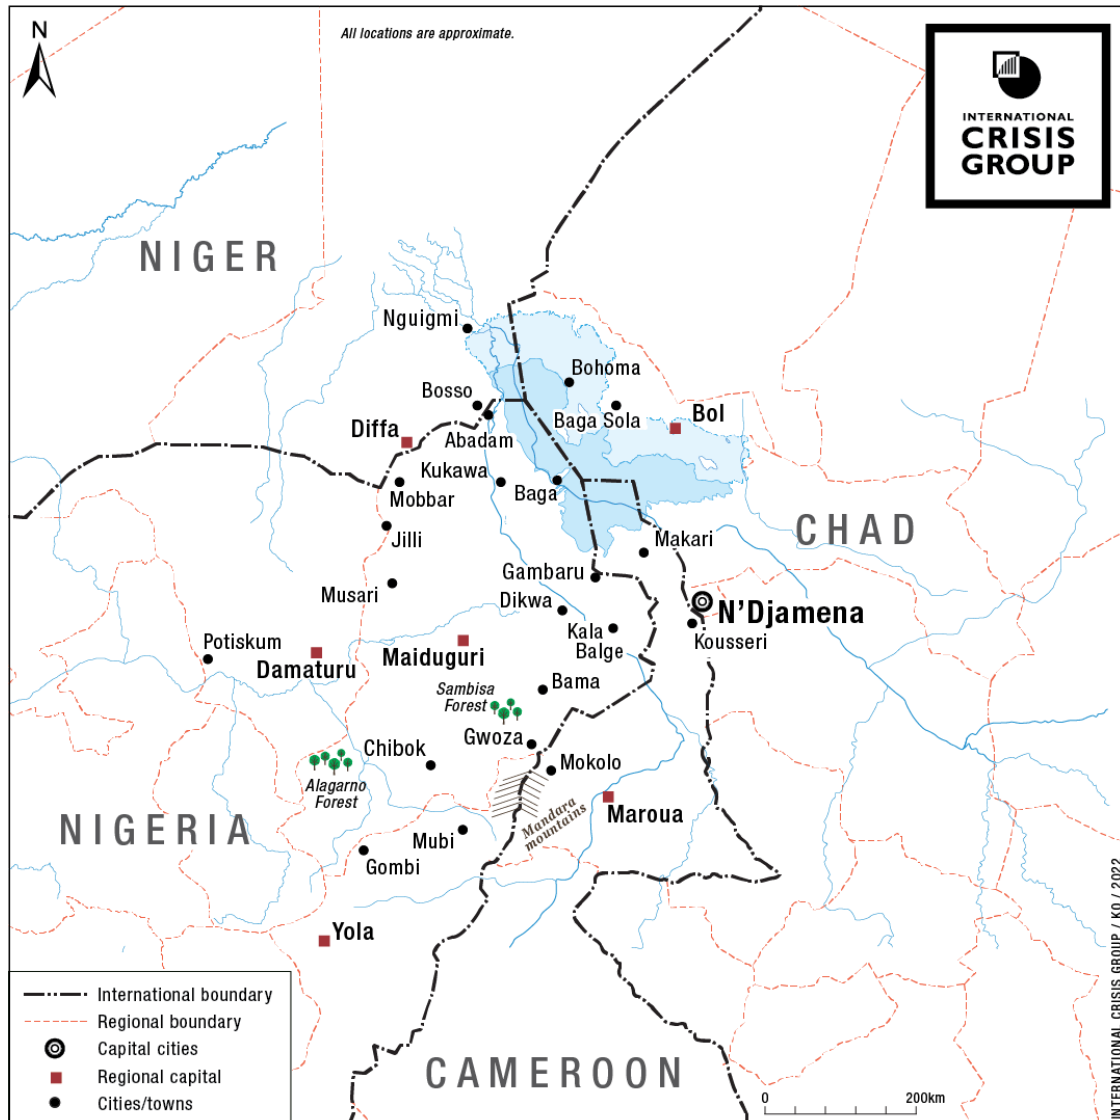 N
All locations are approximate.
INTERNATIONAL
CRISIS
GROUP
NIGER
Nguigmi
Bohoma
Bosso
Baga Sola
Bol
Diffa
Abadam
Kukawa
Mobbar
Baga
CHAD
Jilli
Makari
Gambaru
Musari
Dikwa
N'Djamena
Kala
Balge
Kousseri
Potiskum
Damaturu
Maiduguri
Bama
Sambisa
Forest
Gwoza
Chibok
Mokolo
Alagarno
Forest
Mandara
mountains
Maroua
NIGERIA
Mubi
Gombi
Yola
International boundary
Regional boundary
Capital cities
Regional capital
Cities/towns
CAMEROON
0
200km
INTERNATIONAL CRISIS GROUP / KO / 2022